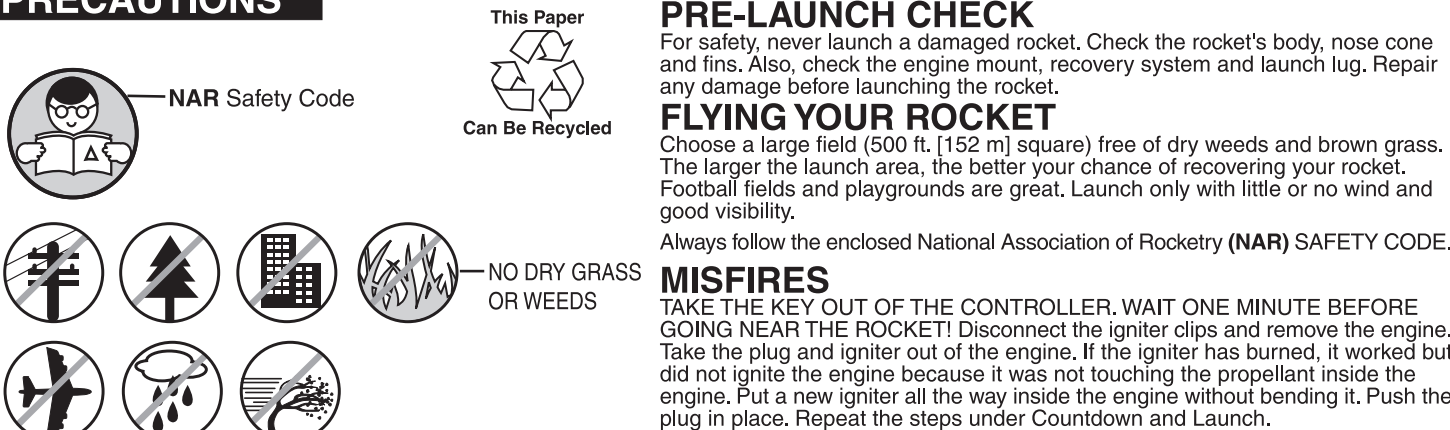 PRECAUTIONS
This Paper
Can Be Recycled
NAR Safety Code
NO DRY GRASS
OR WEEDS
PRE-LAUNCH CHECK
For safety, never launch a damaged rocket. Check the rocket's body, nose cone
and fins. Also, check the engine mount, recovery system and launch lug. Repair
any damage before launching the rocket.
FLYING YOUR ROCKET
Choose a large field (500 ft. [152 m] square) free of dry weeds and brown grass.
The larger the launch area, the better your chance of recovering your rocket.
Football fields and playgrounds are great. Launch only with little or no wind and
good visibility.
Always follow the enclosed National Association of Rocketry (NAR) SAFETY CODE.
MISFIRES
TAKE THE KEY OUT OF THE CONTROLLER. WAIT ONE MINUTE BEFORE
GOING NEAR THE ROCKET! Disconnect the igniter clips and remove the engine.
Take the plug and igniter out of the engine. If the igniter has burned, it worked but
did not ignite the engine because it was not touching the propellant inside the
engine. Put a new igniter all the way inside the engine without bending it. Push the
plug in place. Repeat the steps under Countdown and Launch.